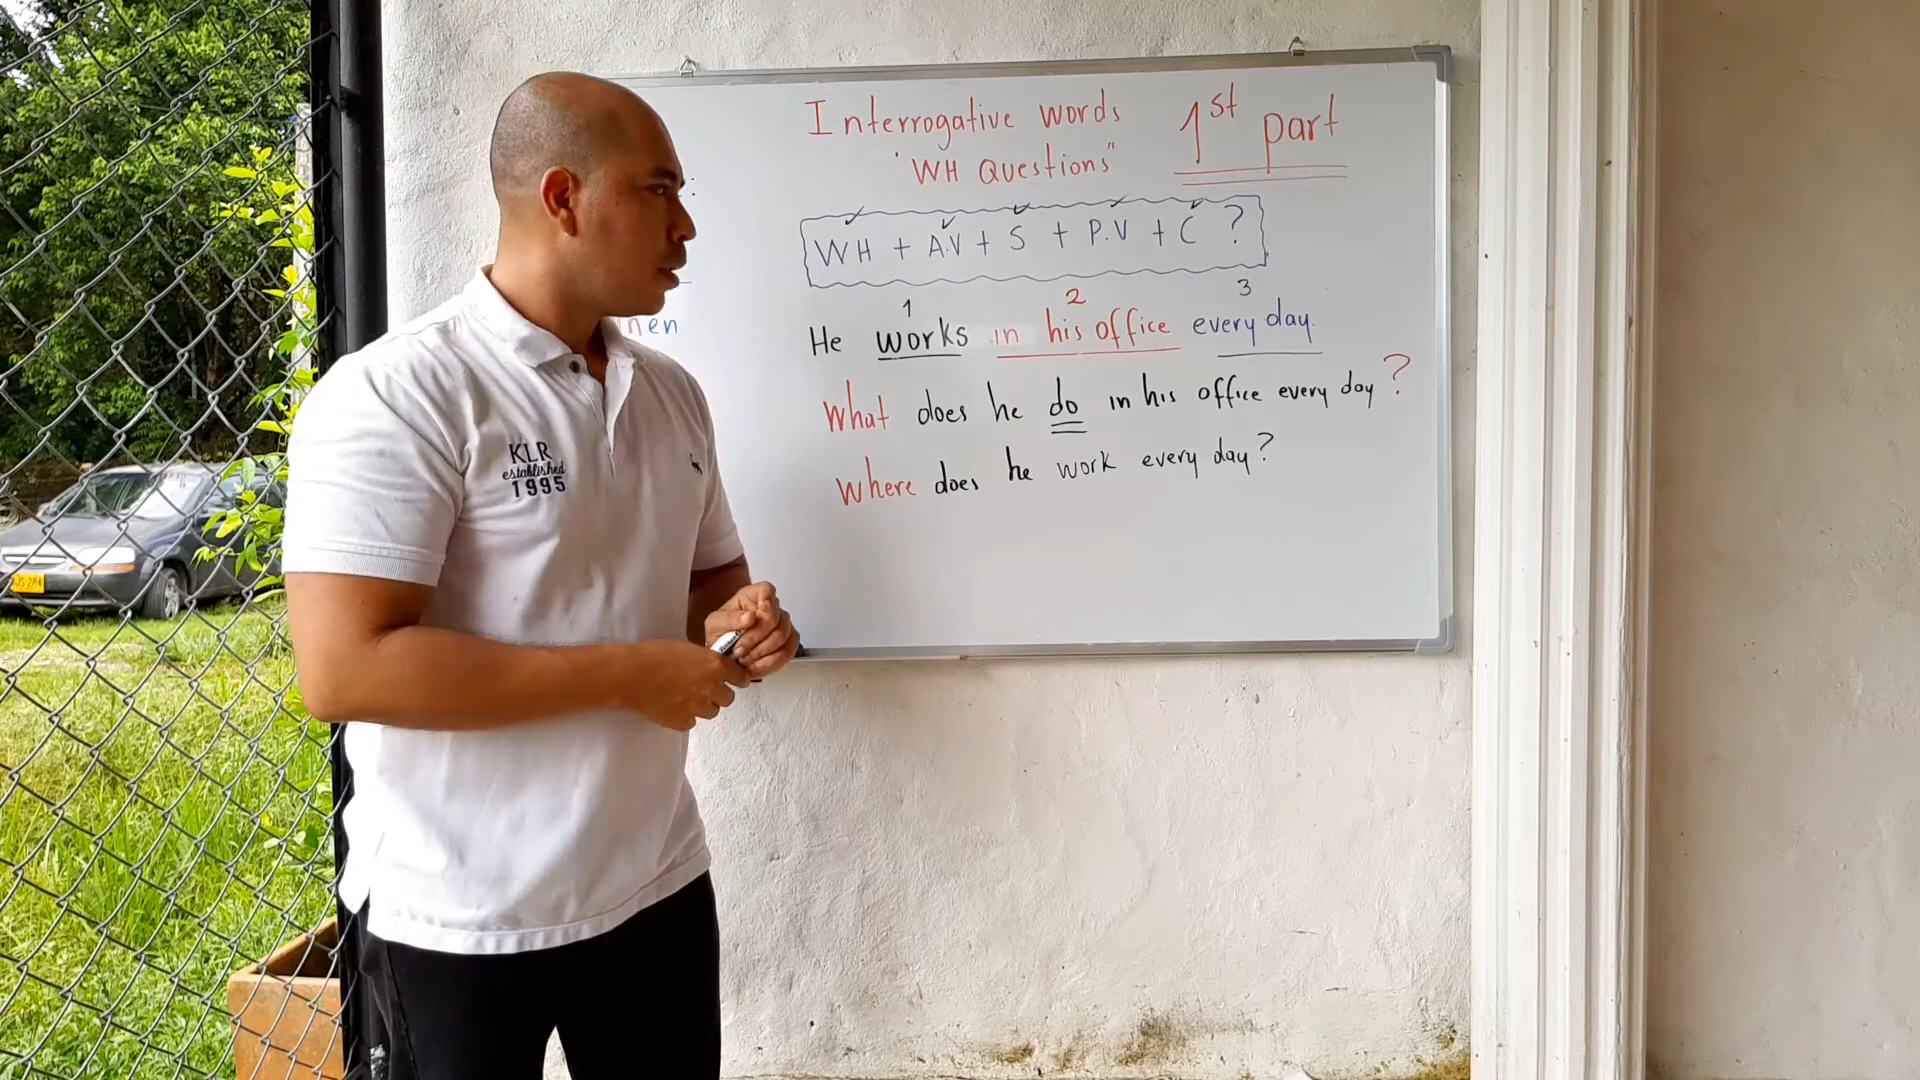 Interrogative words 1st part
"WH Questions"
WH + A.V + S + P.V + C ?
1 2 3
He works in his office every day.
What does he do in his office every day ?
Where does he work every day?
KLR
established
1995